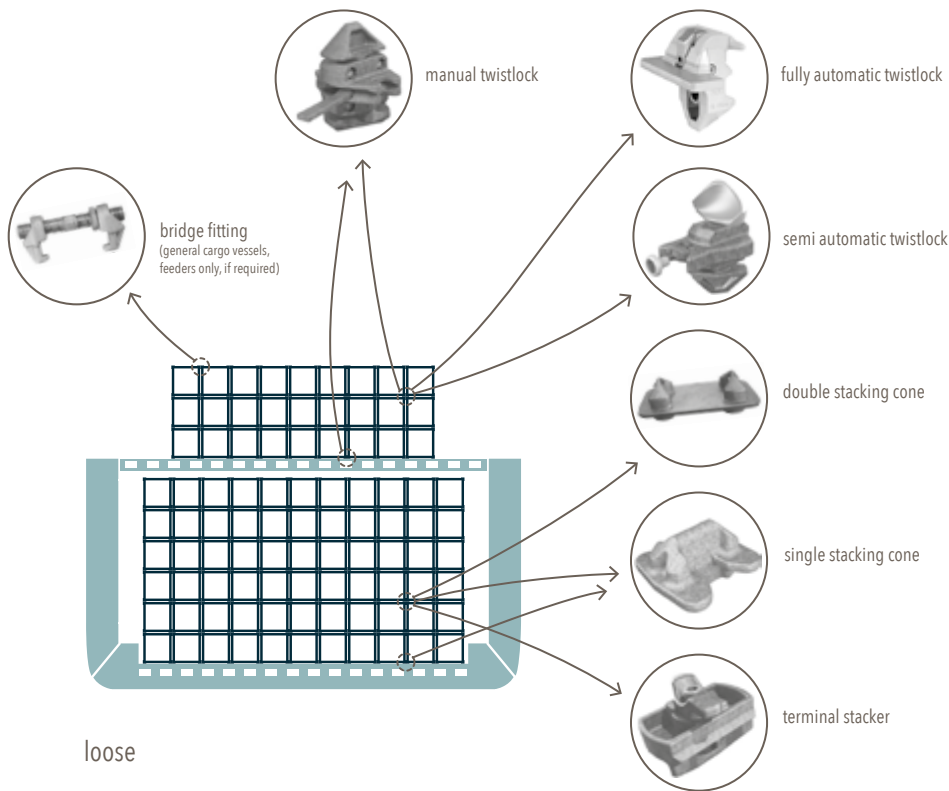 manual twistlock
fully automatic twistlock
bridge fitting
(general cargo vessels,
feeders only, if required)
semi automatic twistlock
double stacking cone
single stacking cone
terminal stacker
loose